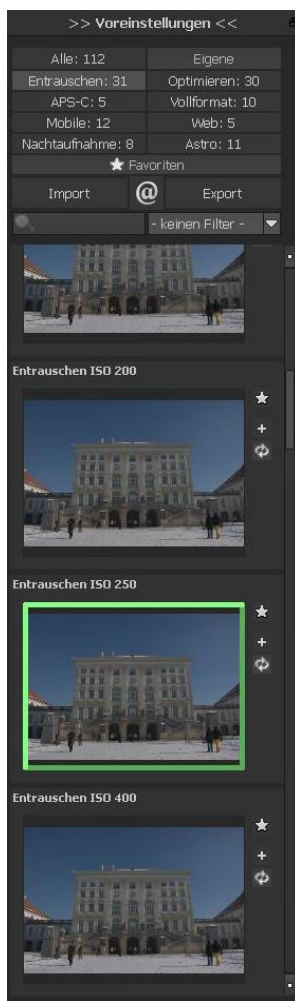 >> Voreinstellungen <<
Alle: 112 Eigene
Entrauschen: 31 Optimieren: 30
APS-C: 5 Vollformat: 10
Mobile: 12 Web: 5
Nachtaufnahme: 8 Astro: 11
★ Favoriten
Import @ Export
- keinen Filter -
Entrauschen ISO 200
Entrauschen ISO 250
Entrauschen ISO 400